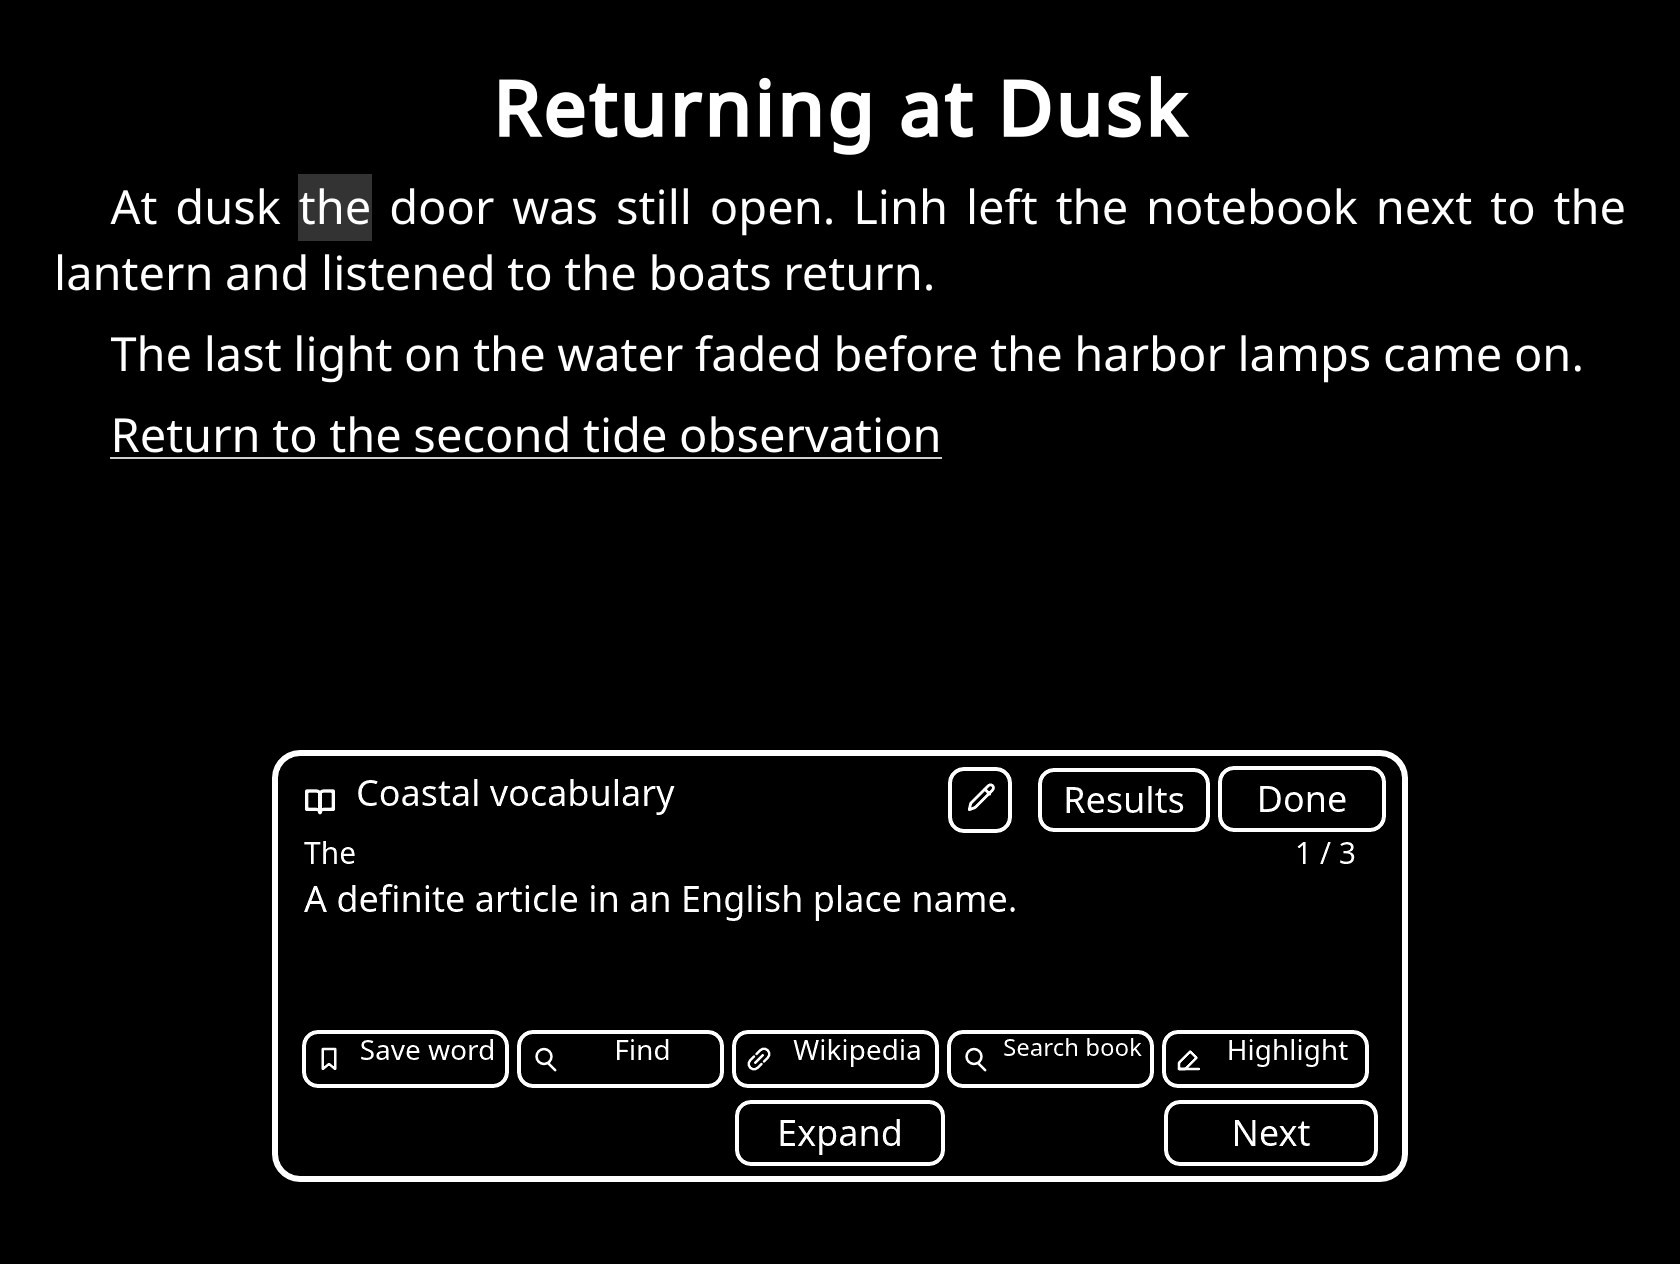 Returning at Dusk
At dusk the door was still open. Linh left the notebook next to the
lantern and listened to the boats return.
The last light on the water faded before the harbor lamps came on.
Return to the second tide observation
Coastal vocabulary
Results
Done
The
1 / 3
A definite article in an English place name.
Save word
Find
Wikipedia
Search book
Highlight
Expand
Next